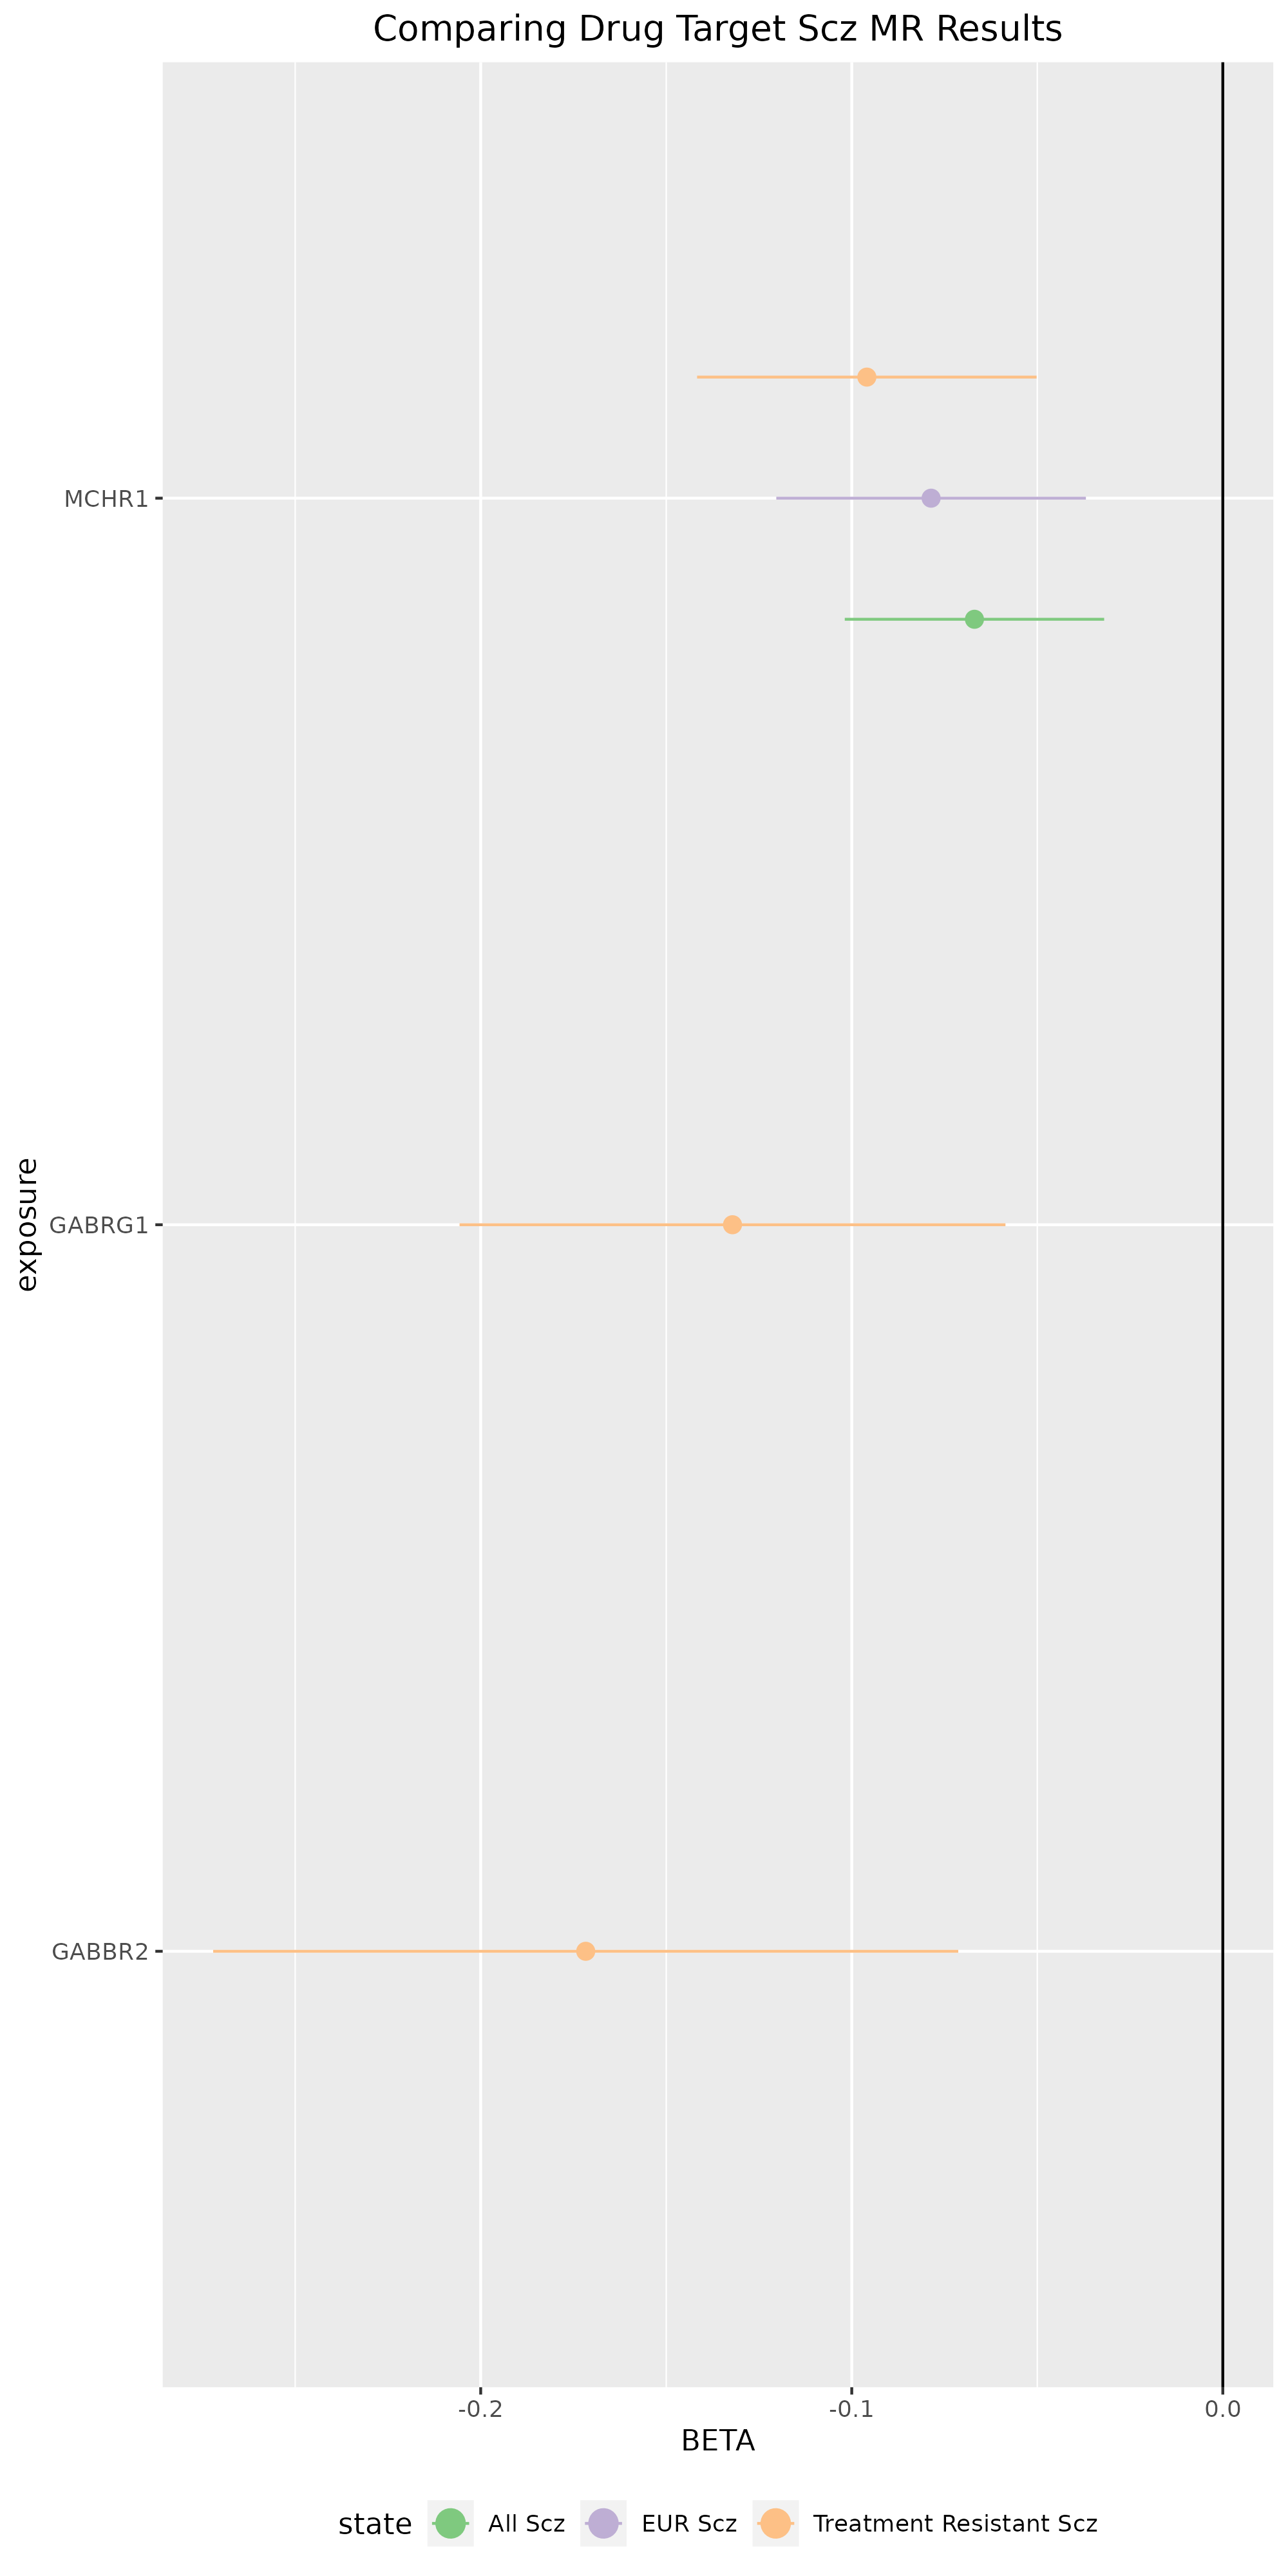 Comparing Drug Target Scz MR Results
MCHR1
GABRG1
GABBR2
exposure
-0.2 -0.1 0.0
BETA
state All Scz EUR Scz Treatment Resistant Scz